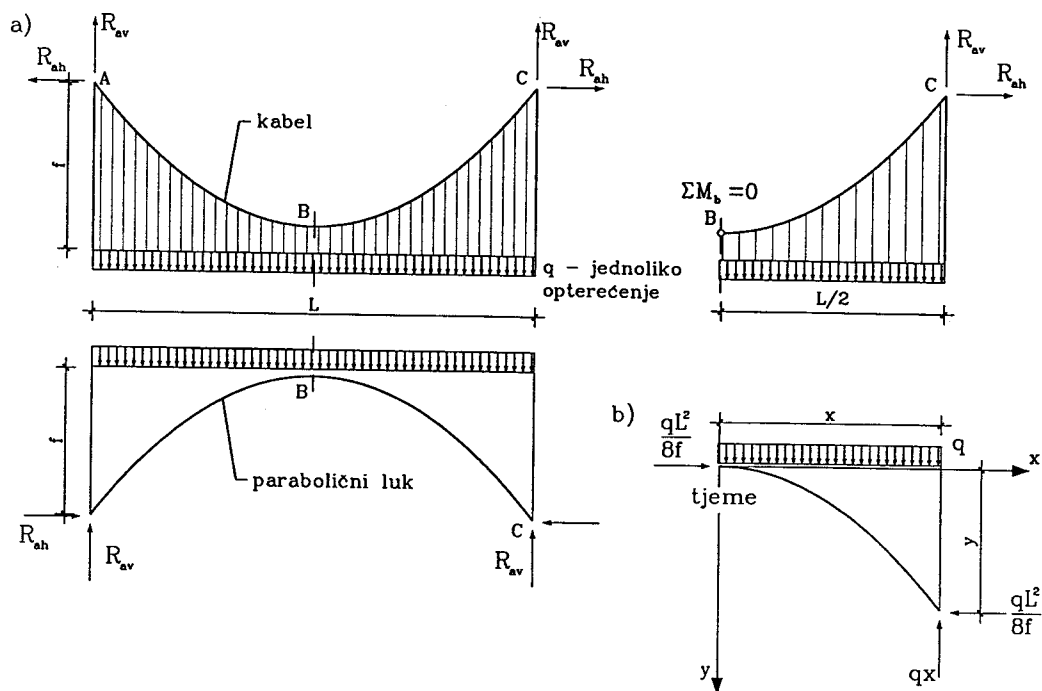 a)
R_av
R_av
R_av
R_ah
A
C
R_ah
C
R_ah
kabel
f
ΣM_b = 0
B
B
q - jednoliko
opterećenje
L
L/2
B
b)
x
qL²
8f
q
x
f
tjeme
parabolični luk
y
R_ah
C
R_av
R_av
qL²
8f
y
qx